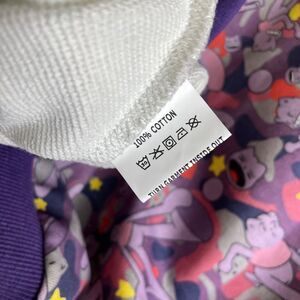 100% COTTON
TURN GARMENT INSIDE OUT